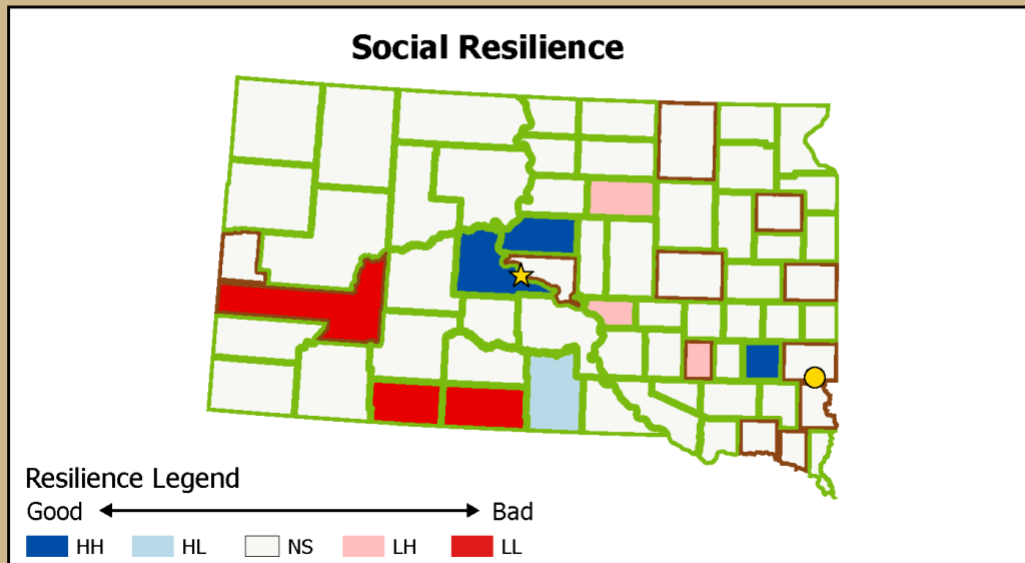 Social Resilience
Resilience Legend
Good Bad
HH HL NS LH LL